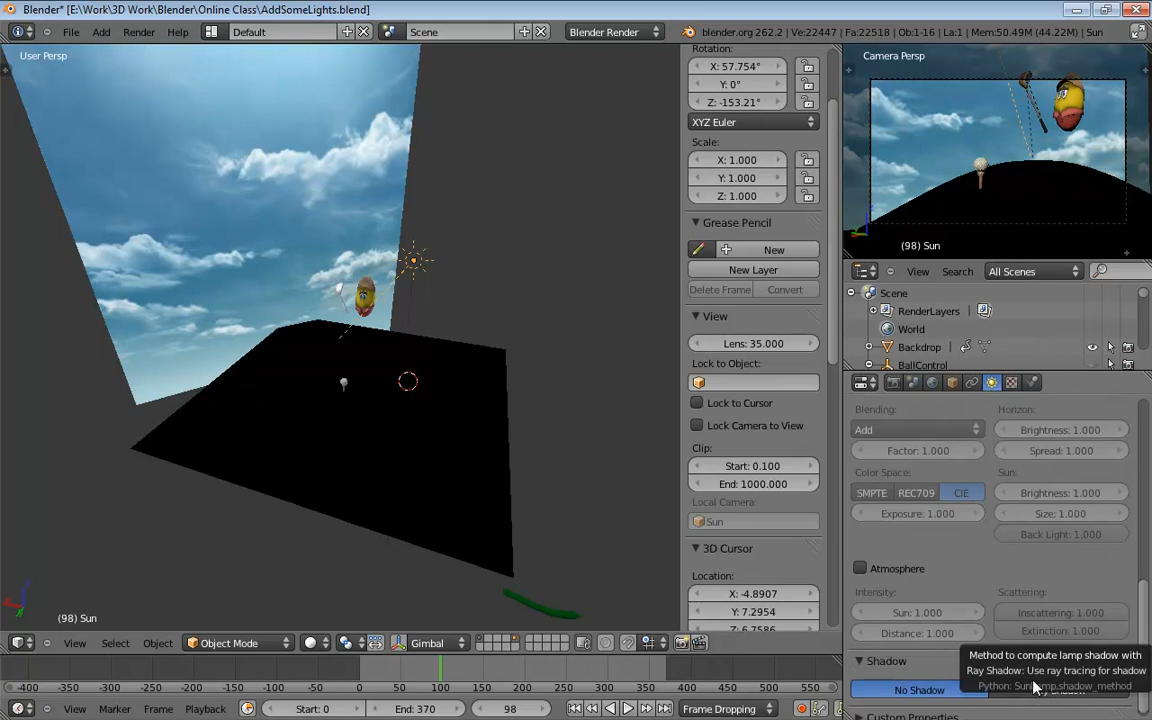 Blender* [E:\Work\3D Work\Blender\Online Class\AddSomeLights.blend]
File Add Render Help Default Scene Blender Render blender.org 262.2 | Ve:22447 | Fa:22518 | Ob:1-16 | La:1 | Mem:50.49M (44.22M) | Sun
User Persp
(98) Sun
Rotation:
X: 57.754°
Y: 0°
Z: -153.21°
XYZ Euler
Scale:
X: 1.000
Y: 1.000
Z: 1.000
Grease Pencil
New
New Layer
Delete Frame Convert
View
Lens: 35.000
Lock to Object:
Lock to Cursor
Lock Camera to View
Clip:
Start: 0.100
End: 1000.000
Local Camera:
Sun
3D Cursor
Location:
X: -4.8907
Y: 7.2954
Z: 6.7586
Camera Persp
(98) Sun
View Search All Scenes
Scene
RenderLayers
World
Backdrop
BallControl
Blending: Horizon:
Add Brightness: 1.000
Factor: 1.000 Spread: 1.000
Color Space: Sun:
SMPTE REC709 CIE Brightness: 1.000
Exposure: 1.000 Size: 1.000
Back Light: 1.000
Atmosphere
Intensity: Scattering:
Sun: 1.000 Inscattering: 1.000
Distance: 1.000 Extinction: 1.000
Shadow
No Shadow
Custom Properties
Method to compute lamp shadow with
Ray Shadow: Use ray tracing for shadow
View Select Object Object Mode Gimbal
-400 -350 -300 -250 -200 -150 -100 -50 0 50 100 150 200 250 300 350 400
View Marker Frame Playback Start: 0 End: 370 98 Frame Dropping